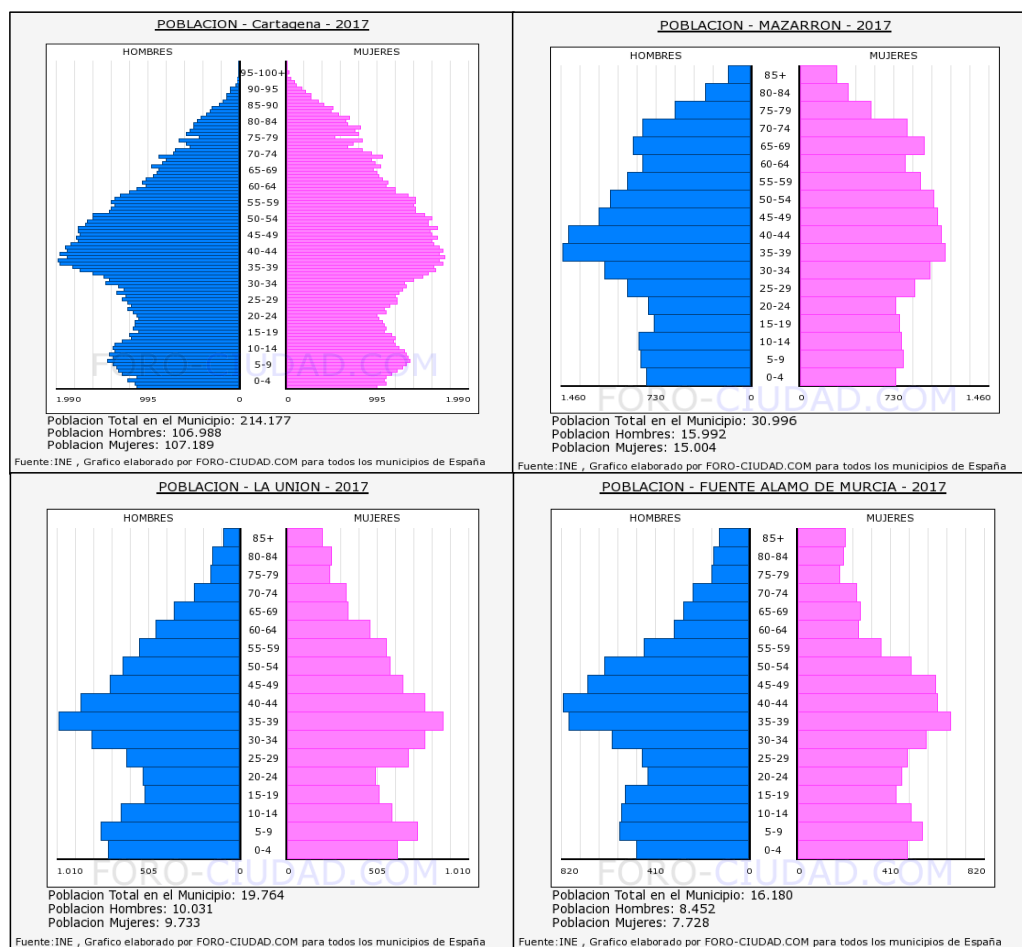 POBLACION - Cartagena - 2017
HOMBRES MUJERES
95-100+
90-95
85-90
80-84
75-79
70-74
65-69
60-64
55-59
50-54
45-49
40-44
35-39
30-34
25-29
20-24
15-19
10-14
5-9
0-4
FORO-CIUDAD.COM
1.990 995 0 0 995 1.990
Poblacion Total en el Municipio: 214.177
Poblacion Hombres: 106.988
Poblacion Mujeres: 107.189
Fuente:INE , Grafico elaborado por FORO-CIUDAD.COM para todos los municipios de España
POBLACION - MAZARRON - 2017
HOMBRES MUJERES
85+
80-84
75-79
70-74
65-69
60-64
55-59
50-54
45-49
40-44
35-39
30-34
25-29
20-24
15-19
10-14
5-9
0-4
FORO-CIUDAD.COM
1.460 730 0 0 730 1.460
Poblacion Total en el Municipio: 30.996
Poblacion Hombres: 15.992
Poblacion Mujeres: 15.004
Fuente:INE , Grafico elaborado por FORO-CIUDAD.COM para todos los municipios de España
POBLACION - LA UNION - 2017
HOMBRES MUJERES
85+
80-84
75-79
70-74
65-69
60-64
55-59
50-54
45-49
40-44
35-39
30-34
25-29
20-24
15-19
10-14
5-9
0-4
FORO-CIUDAD.COM
1.010 505 0 0 505 1.010
Poblacion Total en el Municipio: 19.764
Poblacion Hombres: 10.031
Poblacion Mujeres: 9.733
Fuente:INE , Grafico elaborado por FORO-CIUDAD.COM para todos los municipios de España
POBLACION - FUENTE ALAMO DE MURCIA - 2017
HOMBRES MUJERES
85+
80-84
75-79
70-74
65-69
60-64
55-59
50-54
45-49
40-44
35-39
30-34
25-29
20-24
15-19
10-14
5-9
0-4
FORO-CIUDAD.COM
820 410 0 0 410 820
Poblacion Total en el Municipio: 16.180
Poblacion Hombres: 8.452
Poblacion Mujeres: 7.728
Fuente:INE , Grafico elaborado por FORO-CIUDAD.COM para todos los municipios de España